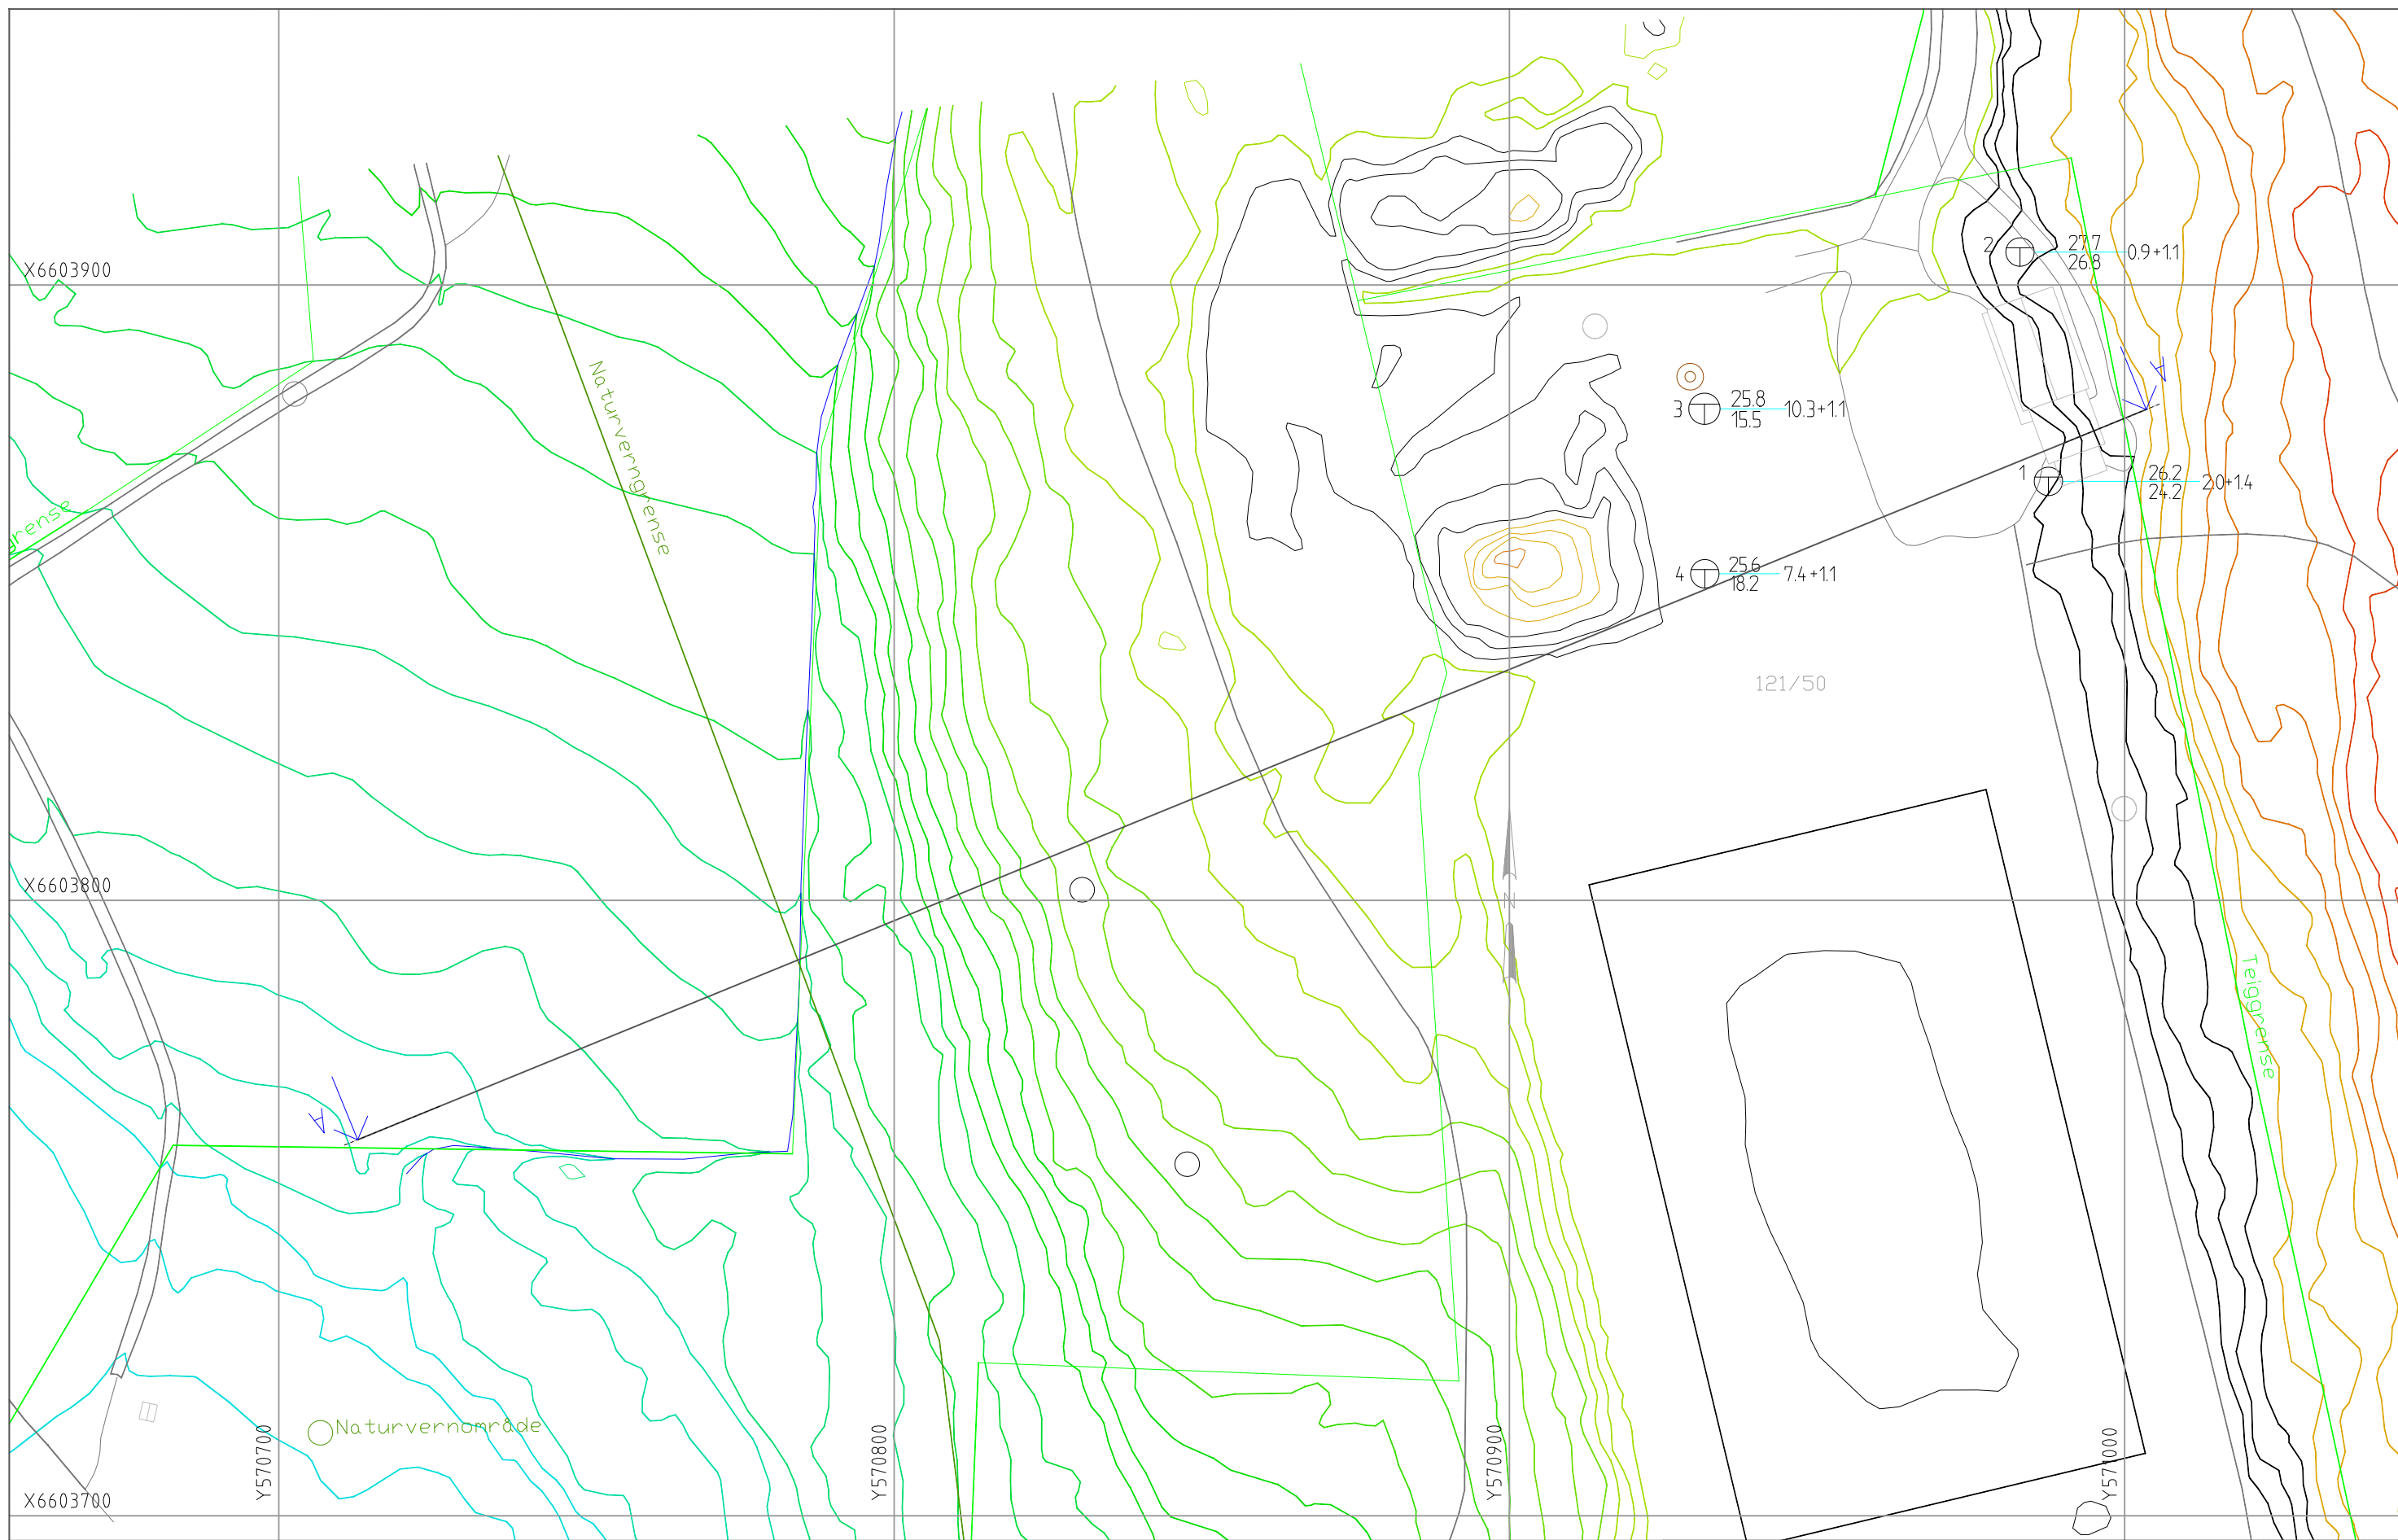 X6603900
Naturverngrense
2 27.7 0.9+1.1
26.8
3 25.8 10.3+1.1
15.5
A
1 26.2 2.0+1.4
24.2
grense
4 25.6 7.4+1.1
18.2
121/50
X6603800
N
Teiggrense
A
Naturvernområde
Y570700
Y570800
Y570900
Y571000
X6603700